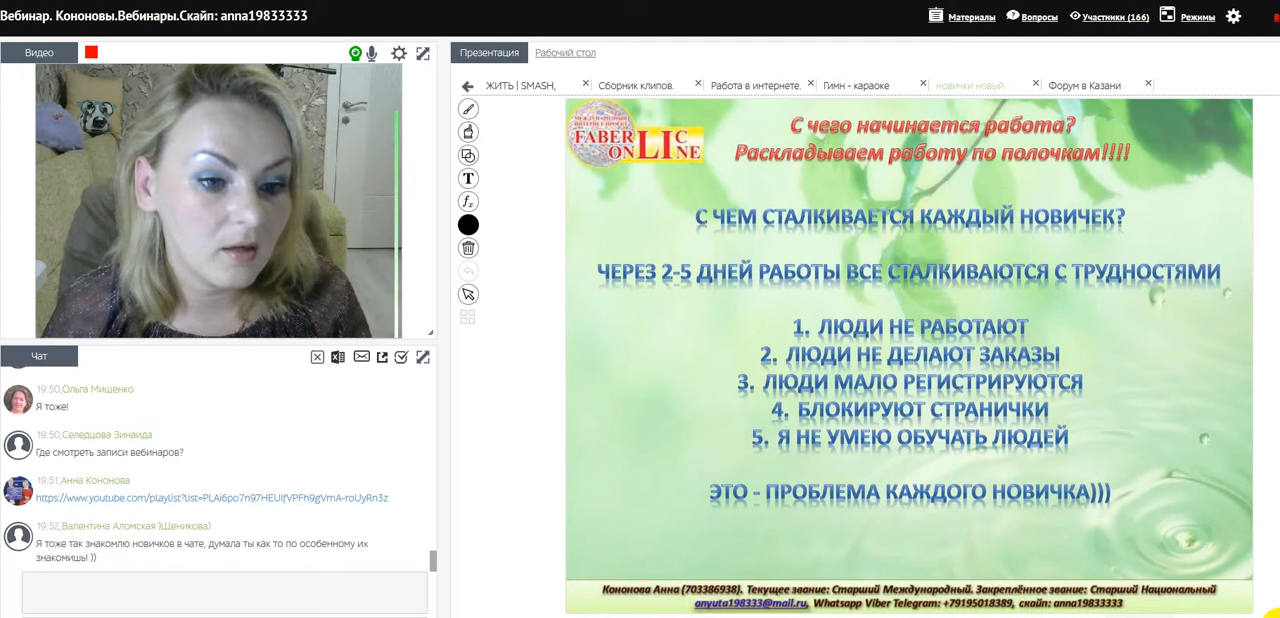 Вебинар. Кононовы.Вебинары.Скайп: anna19833333
Материалы
Вопросы
Участники (166)
Режимы
Видео
Презентация
Рабочий стол
ЖИТЬ | SMASH,
Сборник клипов.
Работа в интернете.
Гимн - караоке
новички новый
Форум в Казани
МЕЖДУНАРОДНЫЙ
ИНТЕРНЕТ-ПРОЕКТ
FABERLIC
ONLINE
С чего начинается работа?
Раскладываем работу по полочкам!!!!
С ЧЕМ СТАЛКИВАЕТСЯ КАЖДЫЙ НОВИЧЕК?
ЧЕРЕЗ 2-5 ДНЕЙ РАБОТЫ ВСЕ СТАЛКИВАЮТСЯ С ТРУДНОСТЯМИ
1. ЛЮДИ НЕ РАБОТАЮТ
2. ЛЮДИ НЕ ДЕЛАЮТ ЗАКАЗЫ
3. ЛЮДИ МАЛО РЕГИСТРИРУЮТСЯ
4. БЛОКИРУЮТ СТРАНИЧКИ
5. Я НЕ УМЕЮ ОБУЧАТЬ ЛЮДЕЙ
ЭТО - ПРОБЛЕМА КАЖДОГО НОВИЧКА)))
Кононова Анна (703386938). Текущее звание: Старший Международный. Закреплённое звание: Старший Национальный
anyuta198333@mail.ru, Whatsapp Viber Telegram: +79195018389, скайп: anna19833333
Чат
19:50,Ольга Мищенко
Я тоже!
19:50,Селедцова Зинаида
Где смотреть записи вебинаров?
19:51,Анна Кононова
https://www.youtube.com/playlist?list=PLAi6po7n97HEUIfVPFh9gVmA-roUyRn3z
19:52,Валентина Аломская )Щеникова)
Я тоже так знакомлю новичков в чате, думала ты как то по особенному их
знакомишь! ))